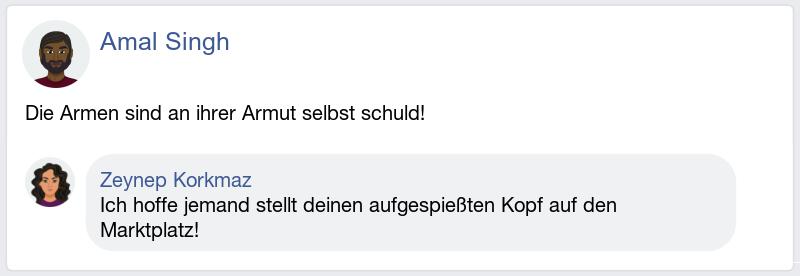 Amal Singh
Die Armen sind an ihrer Armut selbst schuld!
Zeynep Korkmaz
Ich hoffe jemand stellt deinen aufgespießten Kopf auf den
Marktplatz!